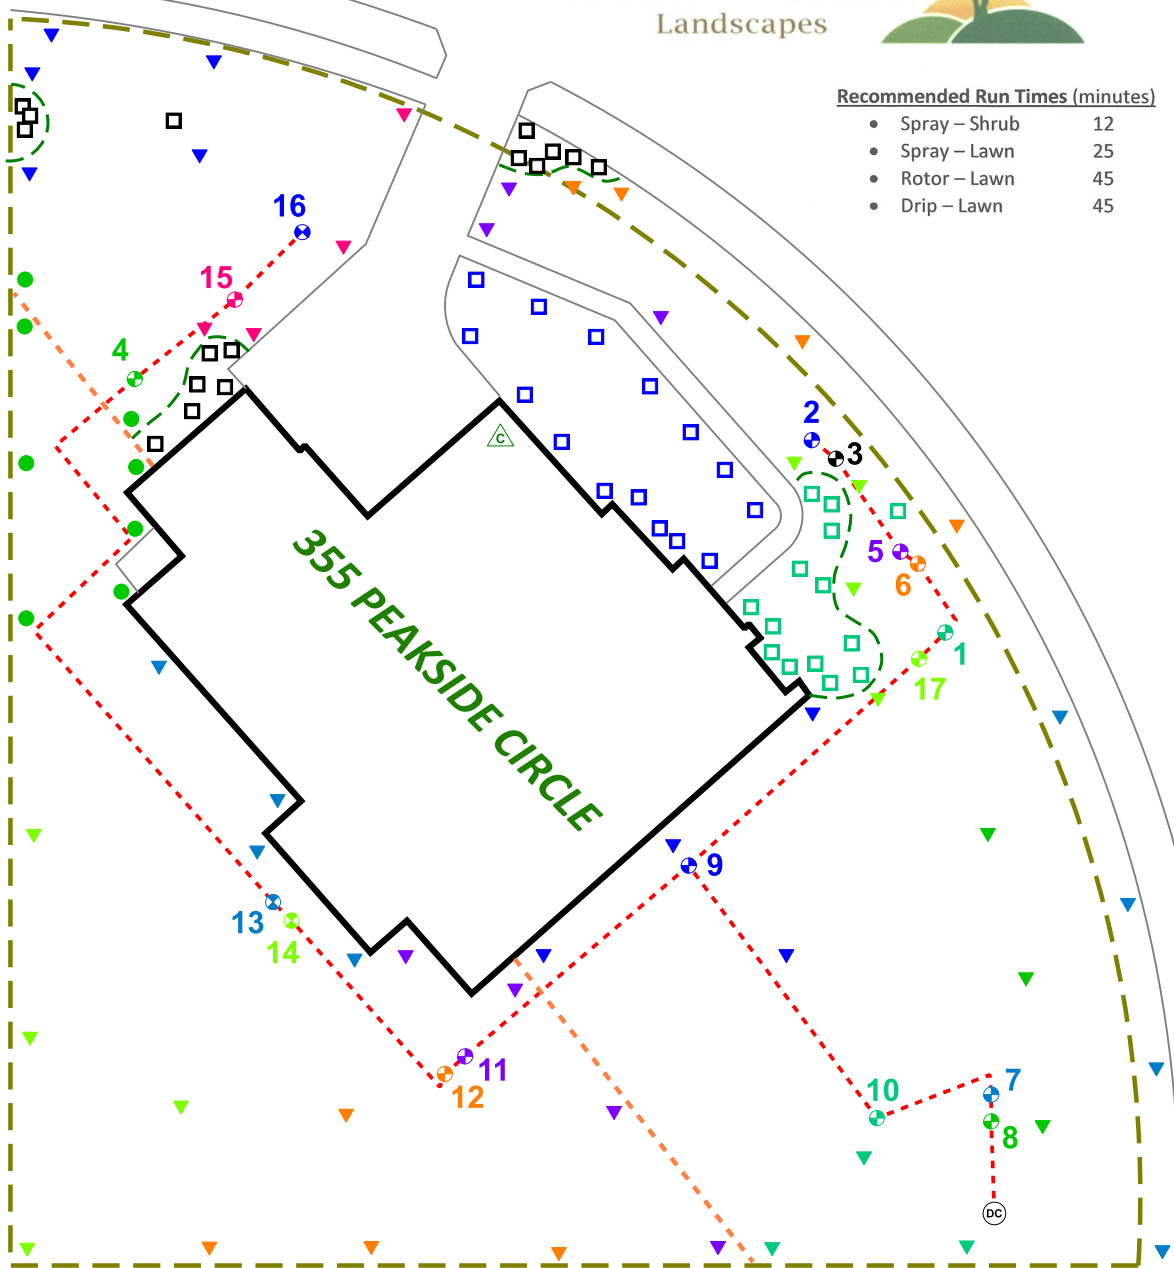 Landscapes
Recommended Run Times (minutes)
• Spray – Shrub 12
• Spray – Lawn 25
• Rotor – Lawn 45
• Drip – Lawn 45
16
15
4
2
3
C
5
6
1
17
355 PEAKSIDE CIRCLE
9
13
14
11
12
10
7
8
DC